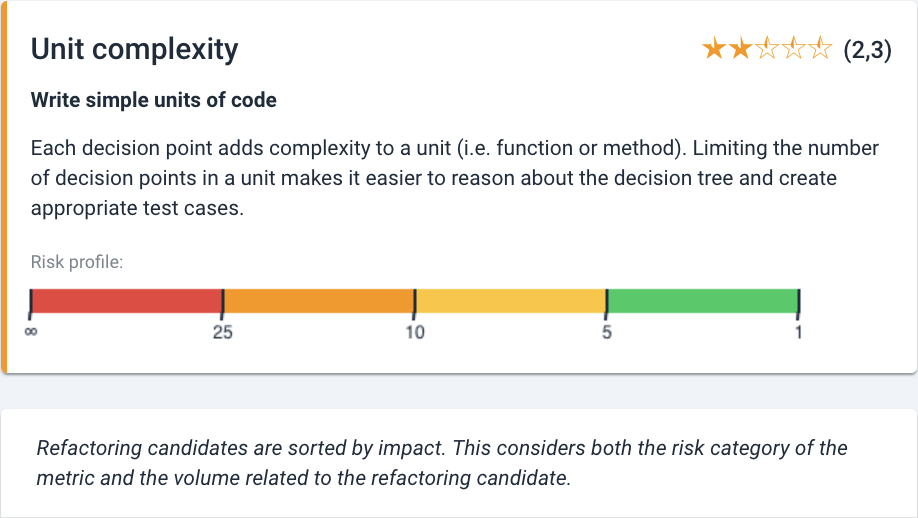 Unit complexity
(2,3)
Write simple units of code
Each decision point adds complexity to a unit (i.e. function or method). Limiting the number
of decision points in a unit makes it easier to reason about the decision tree and create
appropriate test cases.
Risk profile:
∞ 25 10 5 1
Refactoring candidates are sorted by impact. This considers both the risk category of the
metric and the volume related to the refactoring candidate.